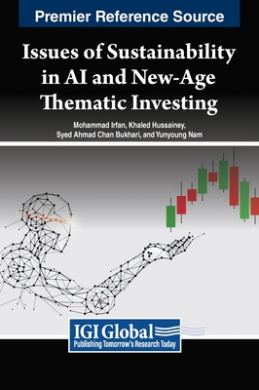 Premier Reference Source
Issues of Sustainability
in AI and New-Age
Thematic Investing
Mohammad Irfan, Khaled Hussainey,
Syed Ahmad Chan Bukhari, and Yunyoung Nam
IGI Global
Publishing Tomorrow's Research Today